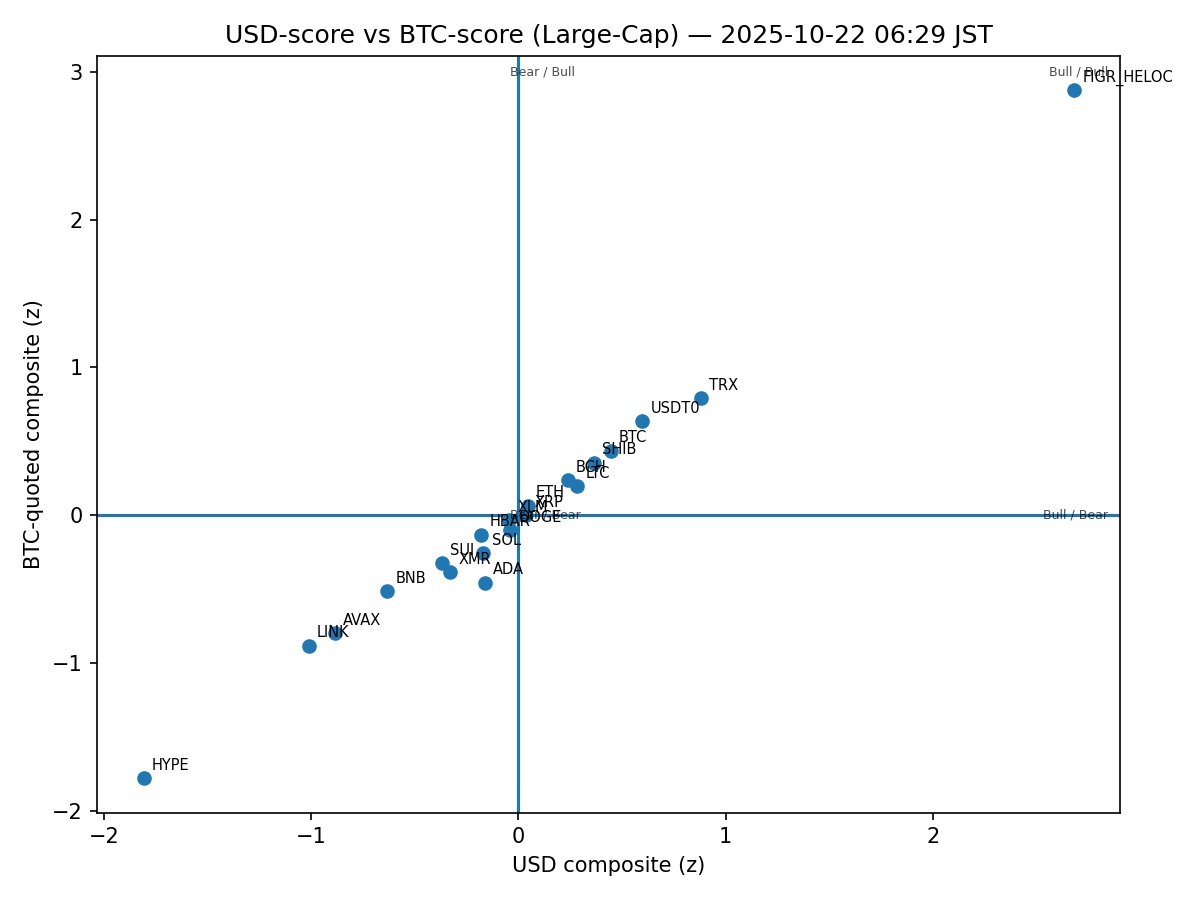 USD-score vs BTC-score (Large-Cap) — 2025-10-22 06:29 JST
Bear / Bull
Bull / Bull
FIGR_HELOC
TRX
USDT0
BTC
SHIB
BCH
LTC
ETH
XRP
XLM
DOGE
Bull / Bear
HBAR
SOL
SUI
XMR
ADA
BNB
AVAX
LINK
HYPE
3
2
1
0
−1
−2
−2
−1
0
1
2
BTC-quoted composite (z)
USD composite (z)